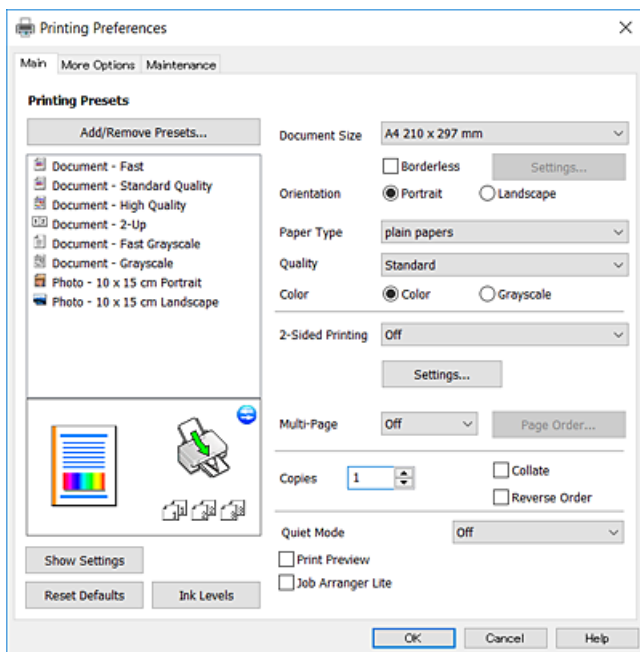 Printing Preferences
Main More Options Maintenance
Printing Presets
Add/Remove Presets...
Document - Fast
Document - Standard Quality
Document - High Quality
Document - 2-Up
Document - Fast Grayscale
Document - Grayscale
Photo - 10 x 15 cm Portrait
Photo - 10 x 15 cm Landscape
Show Settings
Reset Defaults Ink Levels
Document Size A4 210 x 297 mm
Borderless Settings...
Orientation Portrait Landscape
Paper Type plain papers
Quality Standard
Color Color Grayscale
2-Sided Printing Off
Settings...
Multi-Page Off Page Order...
Copies 1 Collate
Reverse Order
Quiet Mode Off
Print Preview
Job Arranger Lite
OK Cancel Help